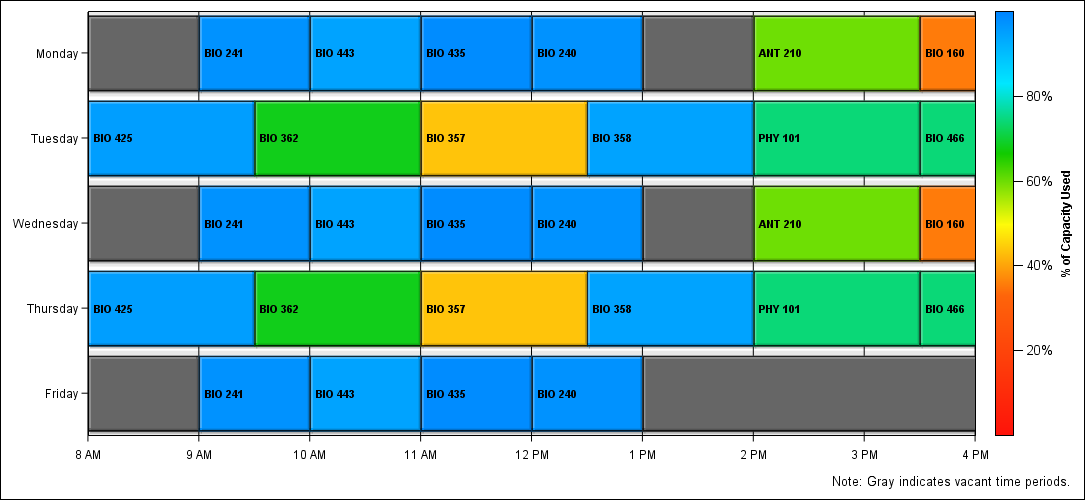 Monday
BIO 241 BIO 443 BIO 435 BIO 240 ANT 210 BIO 160
Tuesday
BIO 425 BIO 362 BIO 357 BIO 358 PHY 101 BIO 466
Wednesday
BIO 241 BIO 443 BIO 435 BIO 240 ANT 210 BIO 160
Thursday
BIO 425 BIO 362 BIO 357 BIO 358 PHY 101 BIO 466
Friday
BIO 241 BIO 443 BIO 435 BIO 240
8 AM 9 AM 10 AM 11 AM 12 PM 1 PM 2 PM 3 PM 4 PM
80%
60%
40%
20%
% of Capacity Used
Note: Gray indicates vacant time periods.